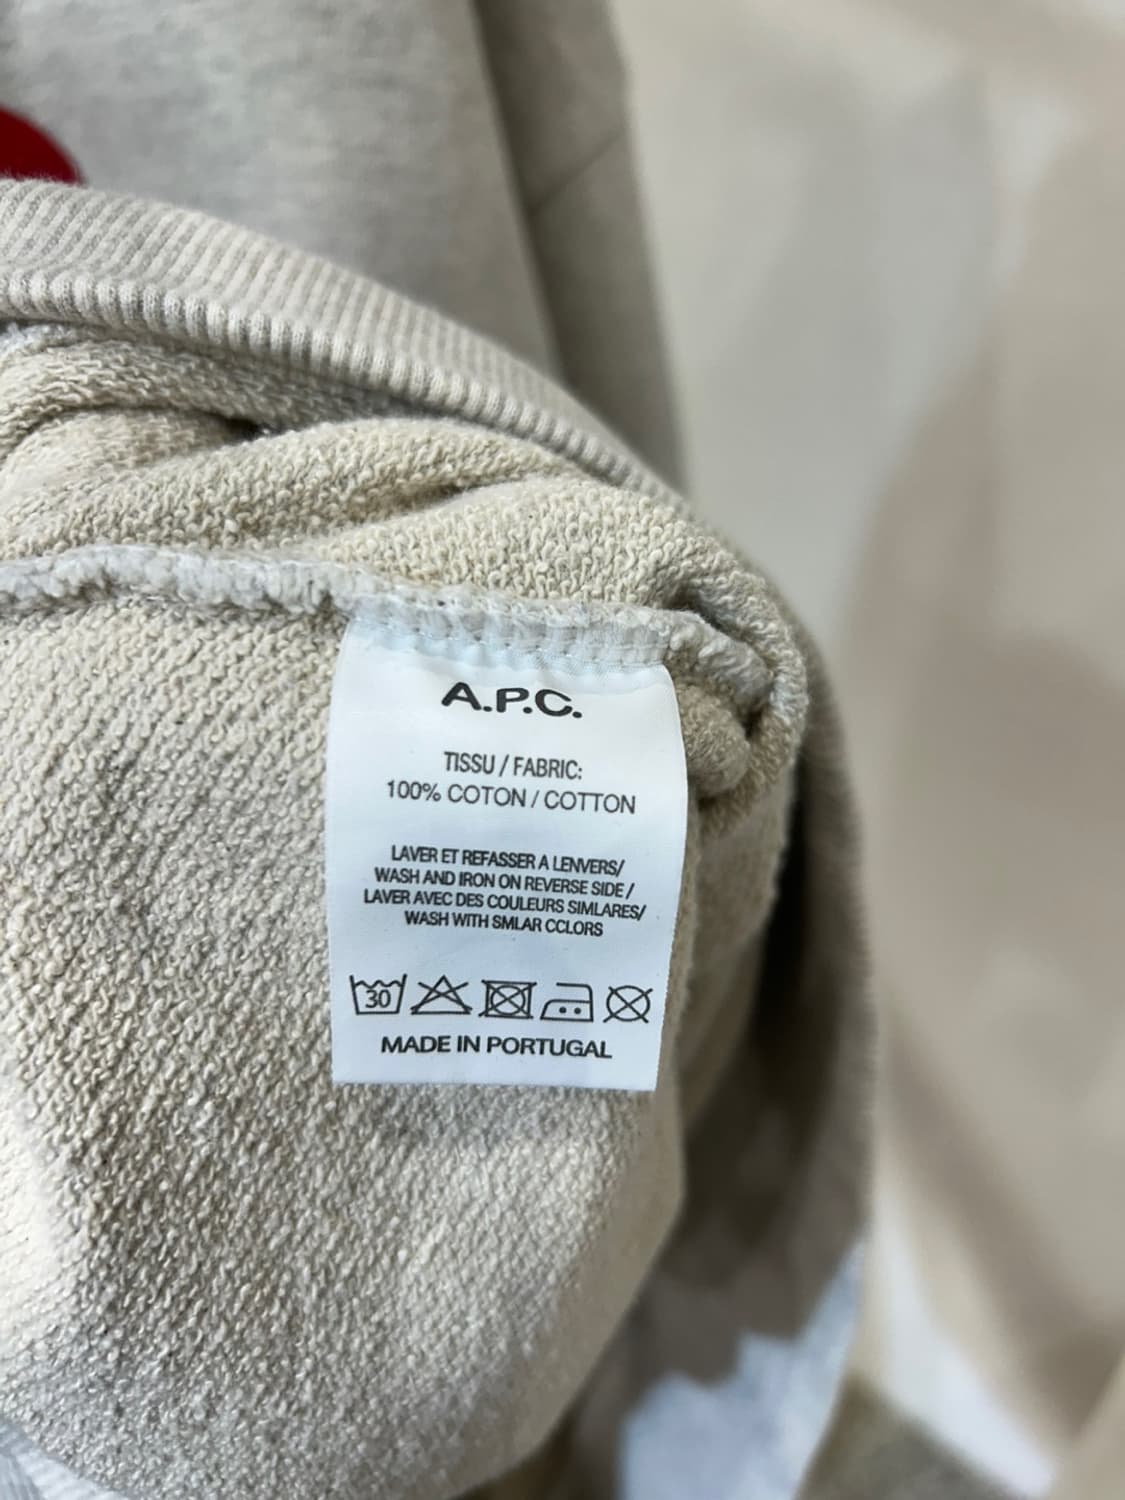 A.P.C.
TISSU / FABRIC:
100% COTON / COTTON
LAVER ET REFASSER A LENVERS/
WASH AND IRON ON REVERSE SIDE /
LAVER AVEC DES COULEURS SIMLARES/
WASH WITH SMLAR CCLORS
30
MADE IN PORTUGAL